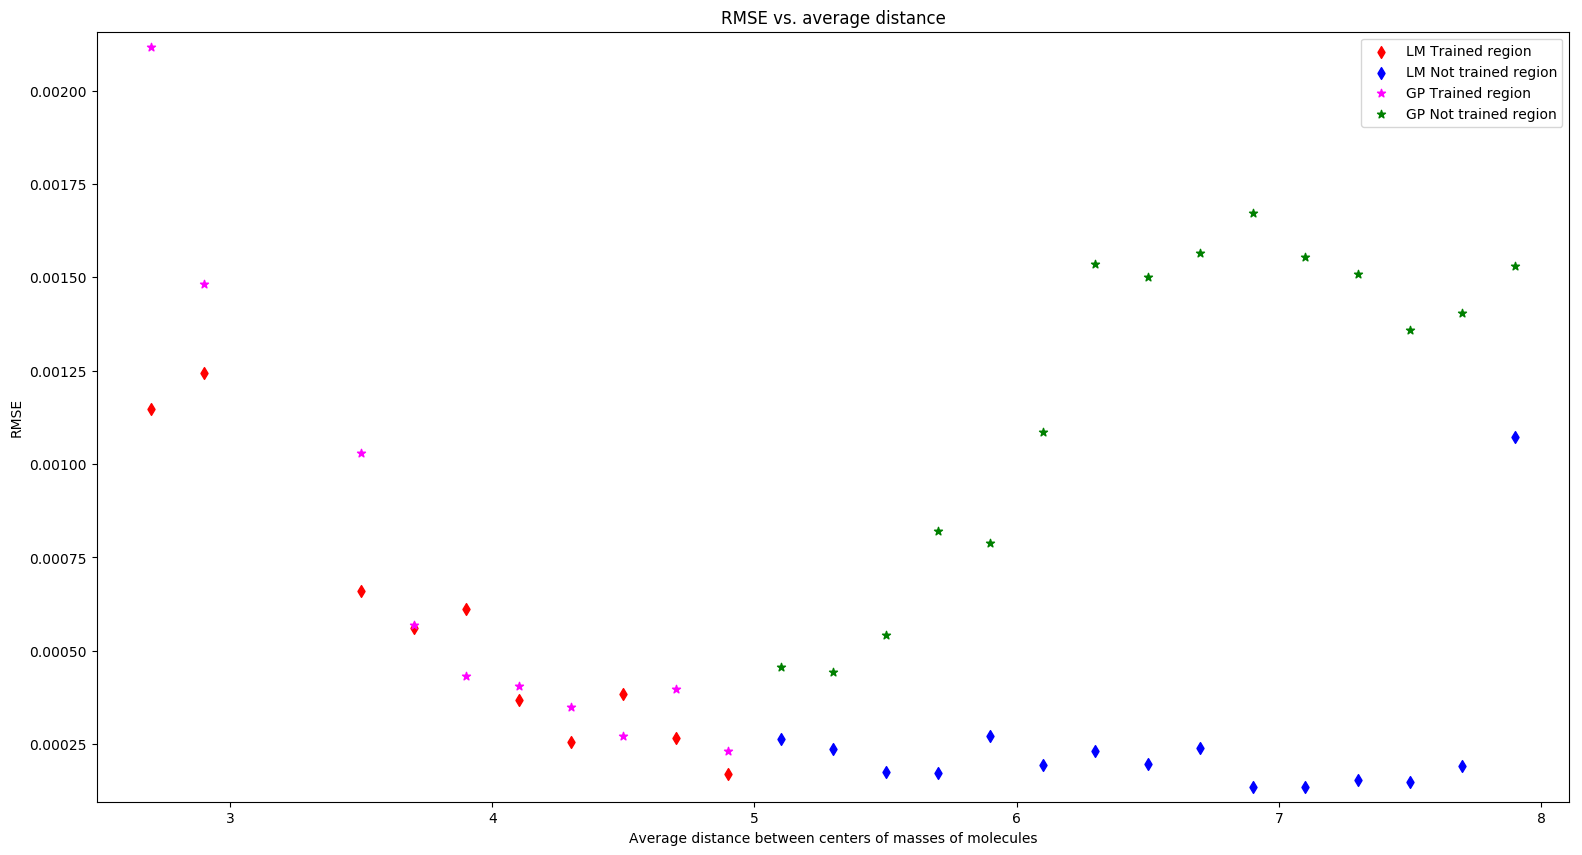 RMSE vs. average distance
LM Trained region
LM Not trained region
GP Trained region
GP Not trained region
0.00200
0.00175
0.00150
0.00125
0.00100
0.00075
0.00050
0.00025
RMSE
3 4 5 6 7 8
Average distance between centers of masses of molecules